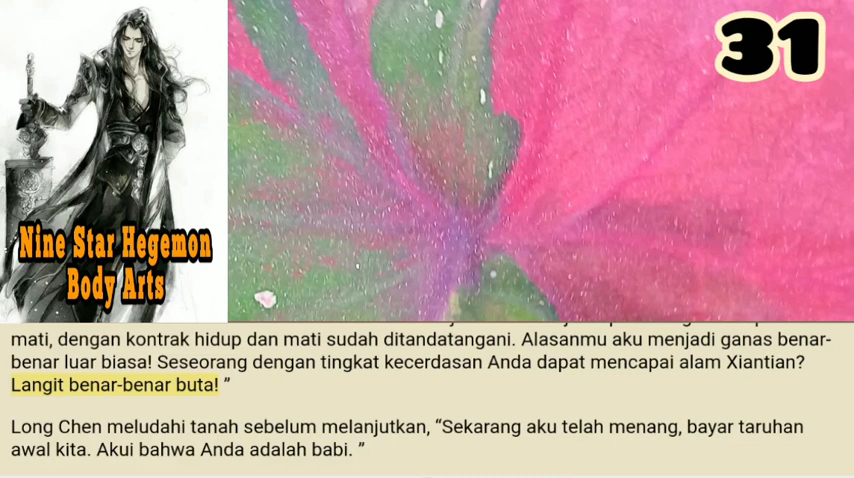 31
Nine Star Hegemon
Body Arts
mati, dengan kontrak hidup dan mati sudah ditandatangani. Alasanmu aku menjadi ganas benar-
benar luar biasa! Seseorang dengan tingkat kecerdasan Anda dapat mencapai alam Xiantian?
Langit benar-benar buta! ”
Long Chen meludahi tanah sebelum melanjutkan, “Sekarang aku telah menang, bayar taruhan
awal kita. Akui bahwa Anda adalah babi. ”